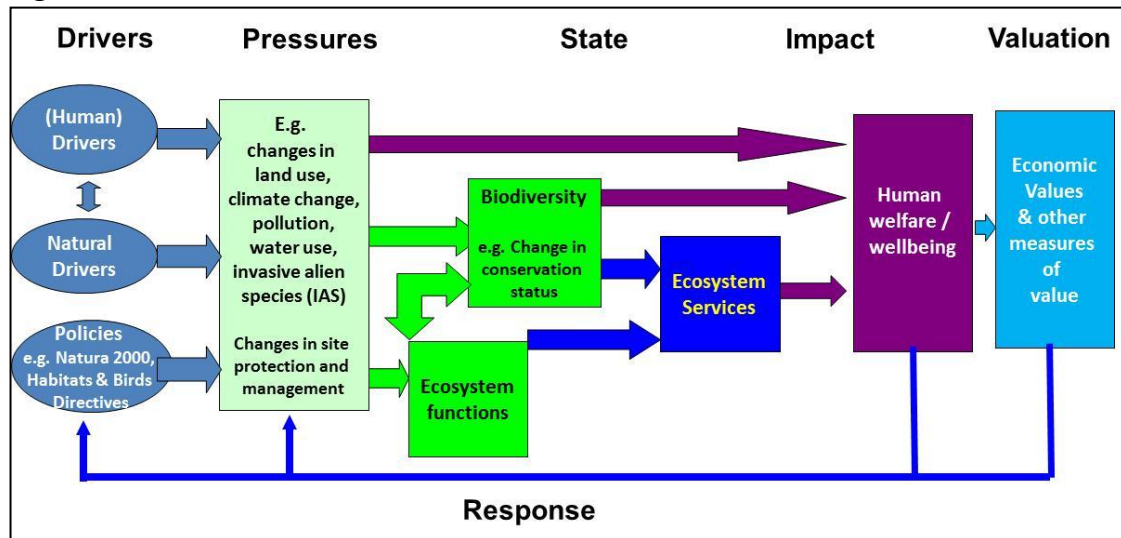 Drivers
Pressures
State
Impact
Valuation
(Human)
Drivers
Natural
Drivers
Policies
e.g. Natura 2000,
Habitats & Birds
Directives
E.g.
changes in
land use,
climate change,
pollution,
water use,
invasive alien
species (IAS)
Changes in site
protection and
management
Biodiversity
e.g. Change in
conservation
status
Ecosystem
functions
Ecosystem
Services
Human
welfare /
wellbeing
Economic
Values
& other
measures
of
value
Response